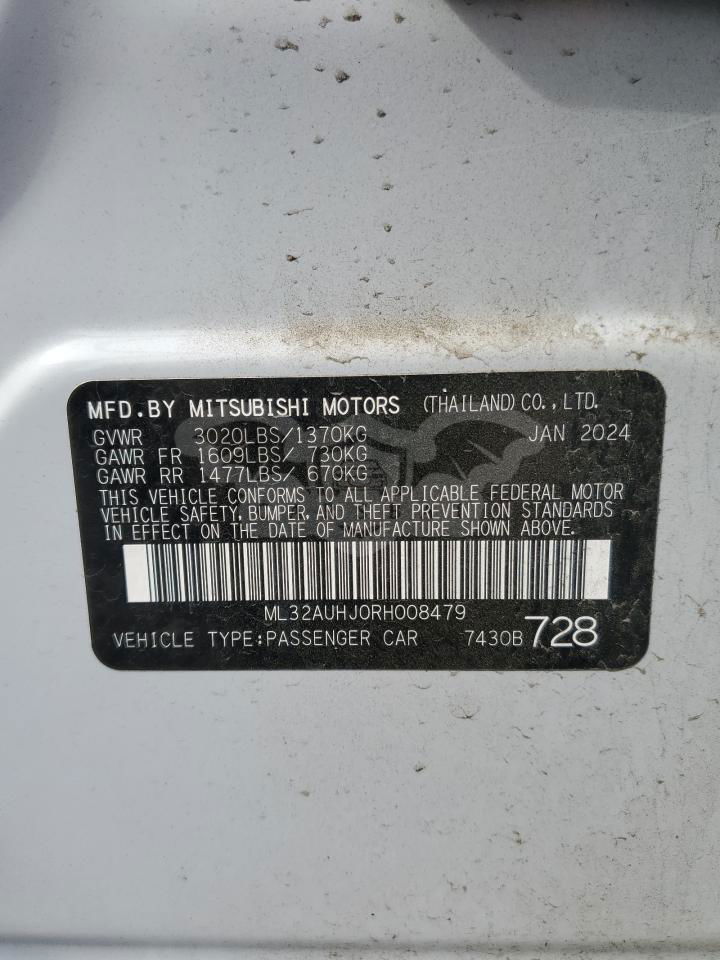 MFD.BY MITSUBISHI MOTORS (THAILAND) CO.,LTD.
GVWR 3020LBS/1370KG JAN 2024
GAWR FR 1609LBS/ 730KG
GAWR RR 1477LBS/ 670KG
THIS VEHICLE CONFORMS TO ALL APPLICABLE FEDERAL MOTOR
VEHICLE SAFETY, BUMPER, AND THEFT PREVENTION STANDARDS
IN EFFECT ON THE DATE OF MANUFACTURE SHOWN ABOVE.
ML32AUHJ0RH008479
VEHICLE TYPE:PASSENGER CAR 7430B 728